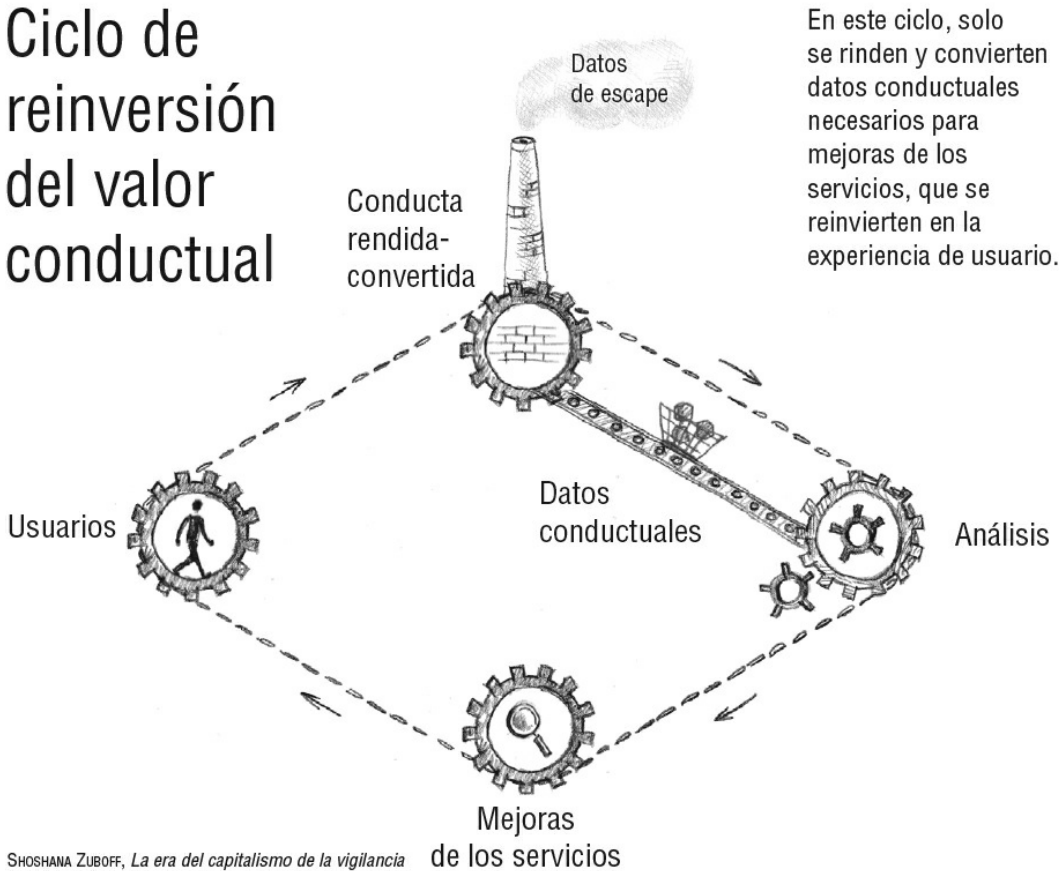 Ciclo de
reinversión
del valor
conductual
Datos
de escape
En este ciclo, solo
se rinden y convierten
datos conductuales
necesarios para
mejoras de los
servicios, que se
reinvierten en la
experiencia de usuario.
Conducta
rendida-
convertida
Usuarios
Datos
conductuales
Análisis
Mejoras
de los servicios
SHOSHANA ZUBOFF, La era del capitalismo de la vigilancia